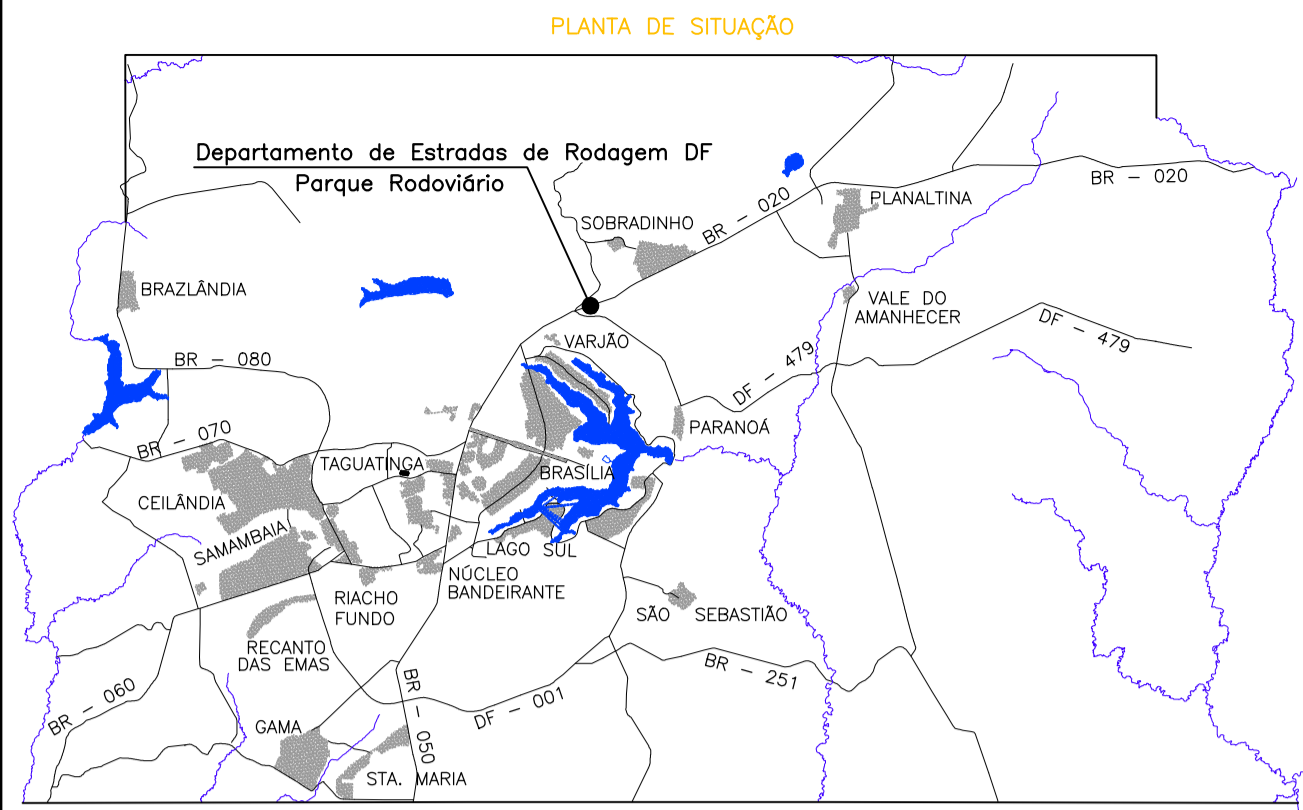 PLANTA DE SITUAÇÃO
Departamento de Estradas de Rodagem DF
Parque Rodoviário
BR - 020
PLANALTINA
BR - 020
SOBRADINHO
BRAZLÂNDIA
VALE DO
AMANHECER
DF - 479
VARJÃO
BR - 080
DF - 479
PARANOÁ
BR - 070
TAGUATINGA
BRASÍLIA
CEILÂNDIA
SAMAMBAIA
LAGO SUL
NÚCLEO
BANDEIRANTE
RIACHO
FUNDO
SÃO SEBASTIÃO
RECANTO
DAS EMAS
BR - 251
BR - 060
DF - 001
BR - 050
GAMA
STA. MARIA